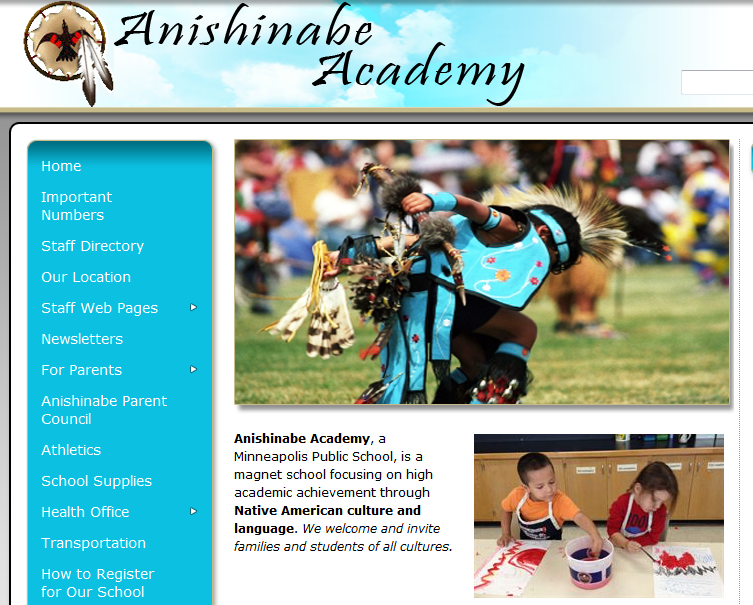 Anishinabe
Academy
Home
Important
Numbers
Staff Directory
Our Location
Staff Web Pages
Newsletters
For Parents
Anishinabe Parent
Council
Athletics
School Supplies
Health Office
Transportation
How to Register
for Our School
Anishinabe Academy, a
Minneapolis Public School, is a
magnet school focusing on high
academic achievement through
Native American culture and
language. We welcome and invite
families and students of all cultures.